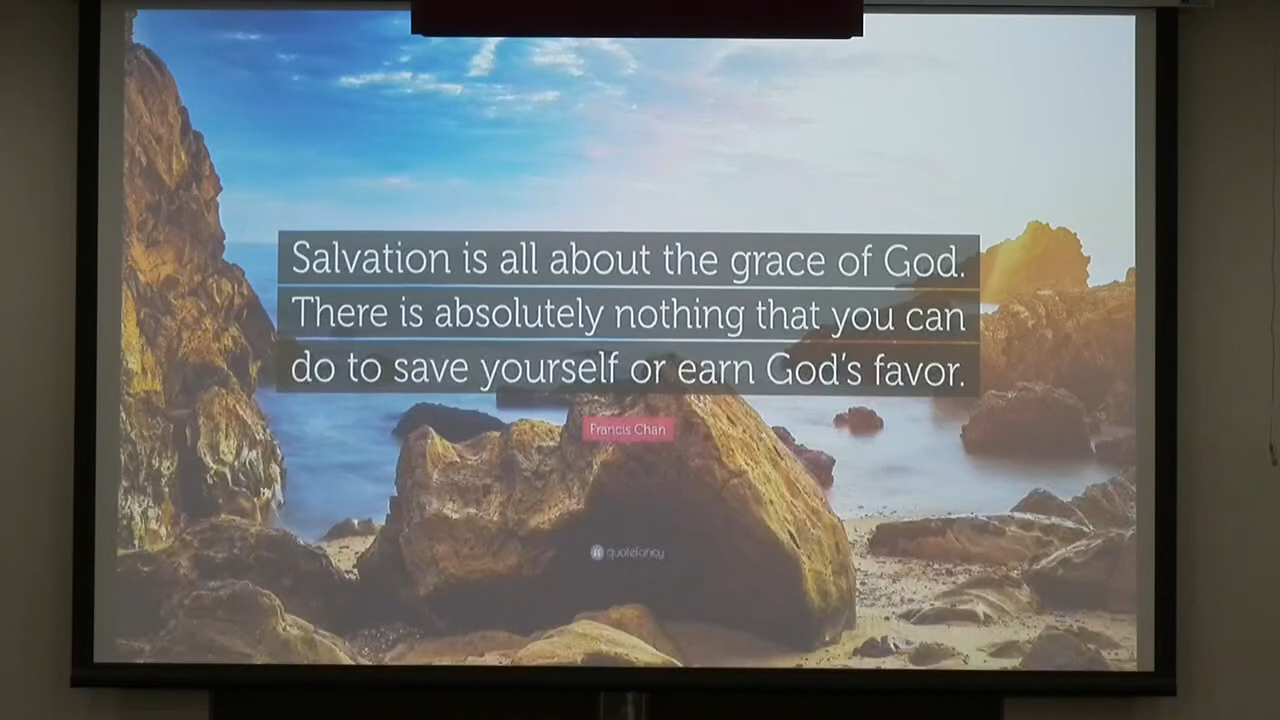 Salvation is all about the grace of God.
There is absolutely nothing that you can
do to save yourself or earn God's favor.
Francis Chan
quotefancy